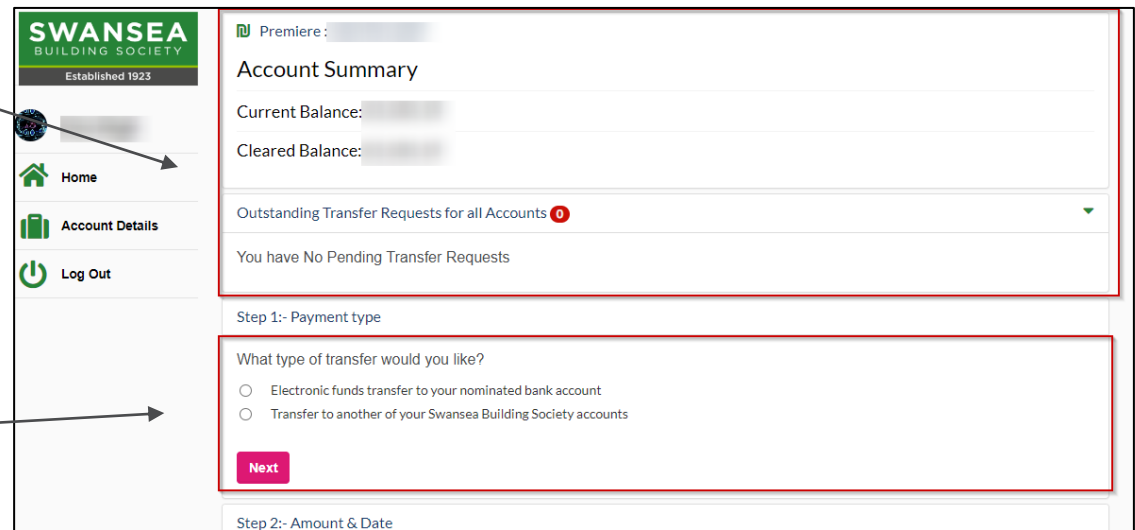 SWANSEA
BUILDING SOCIETY
Established 1923
Home
Account Details
Log Out
Premiere :
Account Summary
Current Balance:
Cleared Balance:
Outstanding Transfer Requests for all Accounts 0
You have No Pending Transfer Requests
Step 1:- Payment type
What type of transfer would you like?
Electronic funds transfer to your nominated bank account
Transfer to another of your Swansea Building Society accounts
Next
Step 2:- Amount & Date